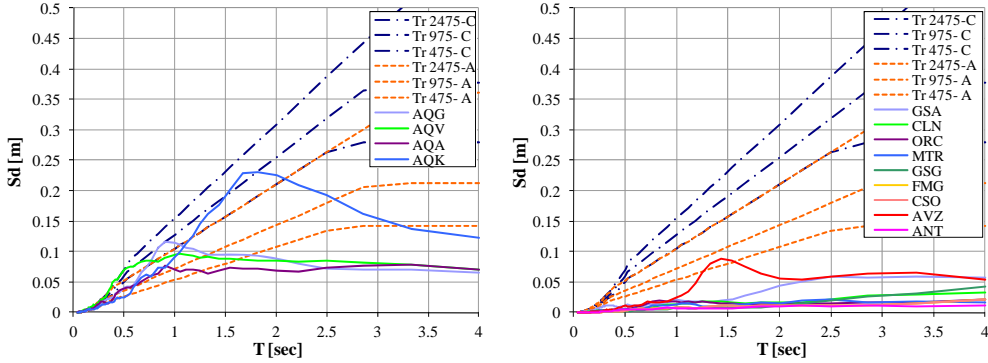 0.5
0.45
0.4
0.35
0.3
0.25
0.2
0.15
0.1
0.05
0
Sd [m]
0
0.5
1
1.5
2
2.5
3
3.5
4
T [sec]
Tr 2475-C
Tr 975- C
Tr 475- C
Tr 2475-A
Tr 975- A
Tr 475- A
AQG
AQV
AQA
AQK
0.5
0.45
0.4
0.35
0.3
0.25
0.2
0.15
0.1
0.05
0
Sd [m]
0
0.5
1
1.5
2
2.5
3
3.5
4
T [sec]
Tr 2475-C
Tr 975- C
Tr 475- C
Tr 2475-A
Tr 975- A
Tr 475- A
GSA
CLN
ORC
MTR
GSG
FMG
CSO
AVZ
ANT